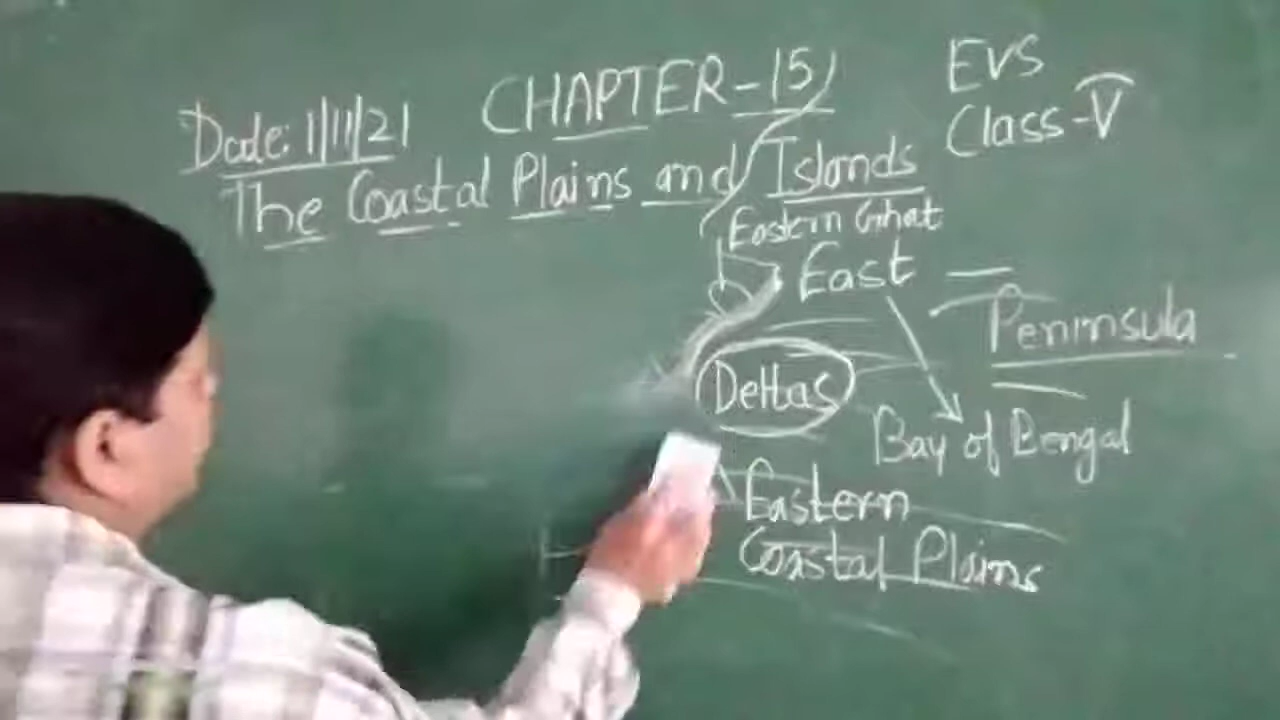 Date: 1/11/21
CHAPTER-15
EVS
Class-V
The Coastal Plains and Islands
Eastern Ghat
East
Peninsula
Deltas
Bay of Bengal
Eastern
Coastal Plains